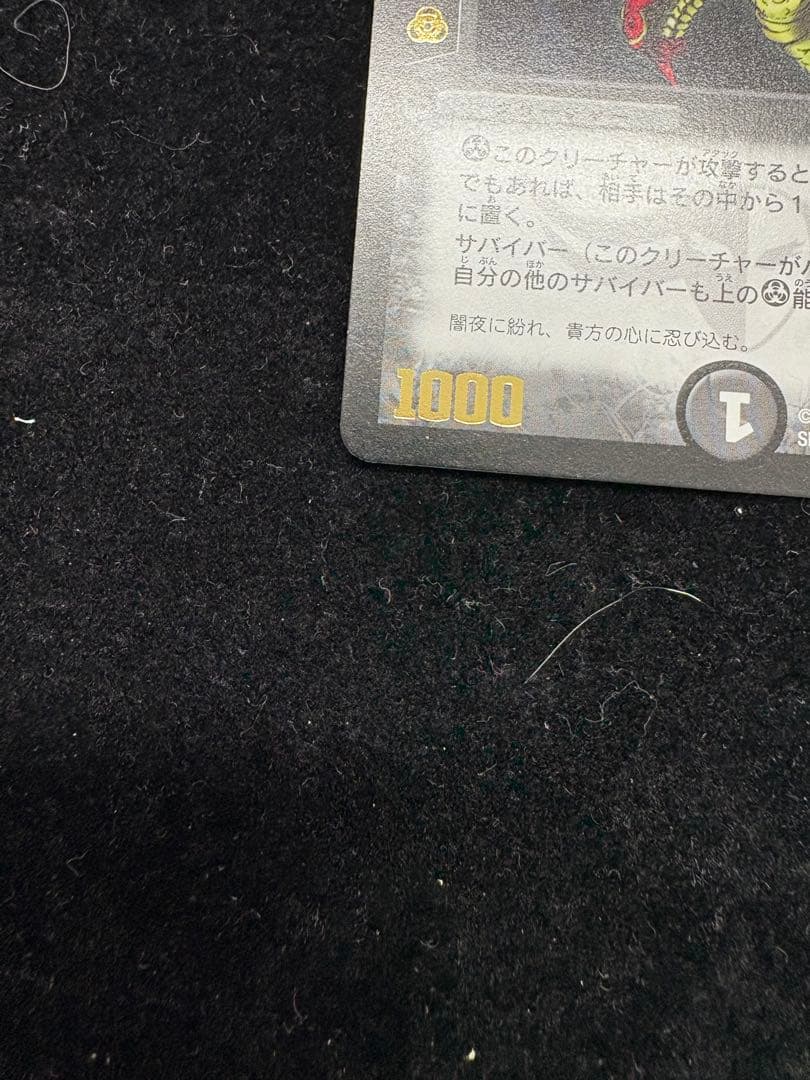 このクリーチャーが攻撃すると
でもあれば、相手はその中から1
に置く。
サバイバー（このクリーチャーがバ
自分の他のサバイバーも上の能
闇夜に紛れ、貴方の心に忍び込む。
1000
1
©